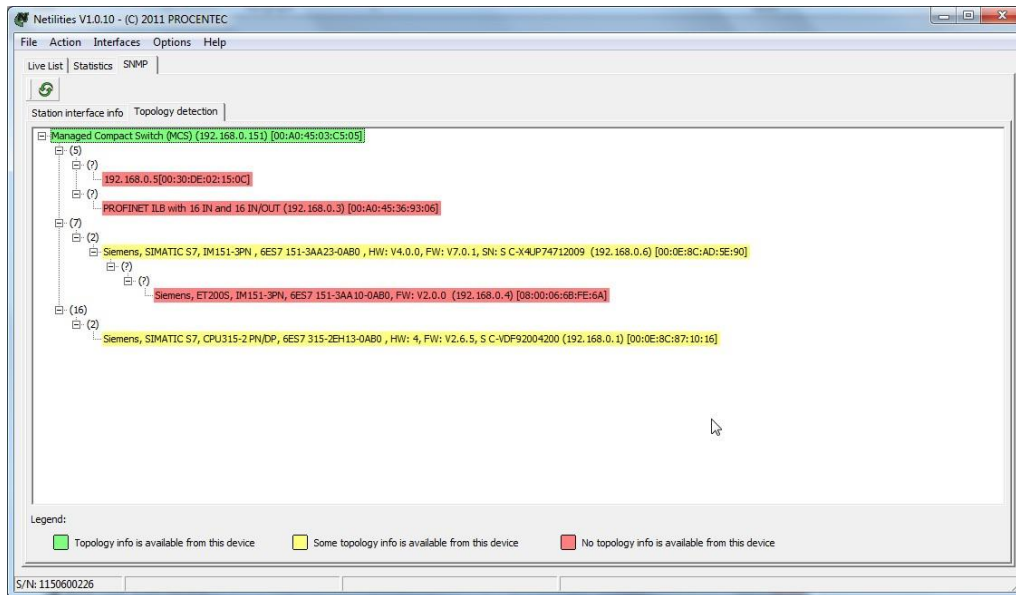 Netilities V1.0.10 - (C) 2011 PROCENTEC
File Action Interfaces Options Help
Live List Statistics SNMP
Station interface info Topology detection
Managed Compact Switch (MCS) (192.168.0.151) [00:A0:45:03:C5:05]
(5)
(?)
192.168.0.5[00:30:DE:02:15:0C]
(?)
PROFINET ILB with 16 IN and 16 IN/OUT (192.168.0.3) [00:A0:45:36:93:06]
(7)
(2)
Siemens, SIMATIC S7, IM151-3PN , 6ES7 151-3AA23-0AB0 , HW: V4.0.0, FW: V7.0.1, SN: S C-X4UP74712009 (192.168.0.6) [00:0E:8C:AD:5E:90]
(?)
(?)
Siemens, ET200S, IM151-3PN, 6ES7 151-3AA10-0AB0, FW: V2.0.0 (192.168.0.4) [08:00:06:6B:FE:6A]
(16)
(2)
Siemens, SIMATIC S7, CPU315-2 PN/DP, 6ES7 315-2EH13-0AB0 , HW: 4, FW: V2.6.5, S C-VDF92004200 (192.168.0.1) [00:0E:8C:87:10:16]
Legend:
Topology info is available from this device Some topology info is available from this device No topology info is available from this device
S/N: 1150600226